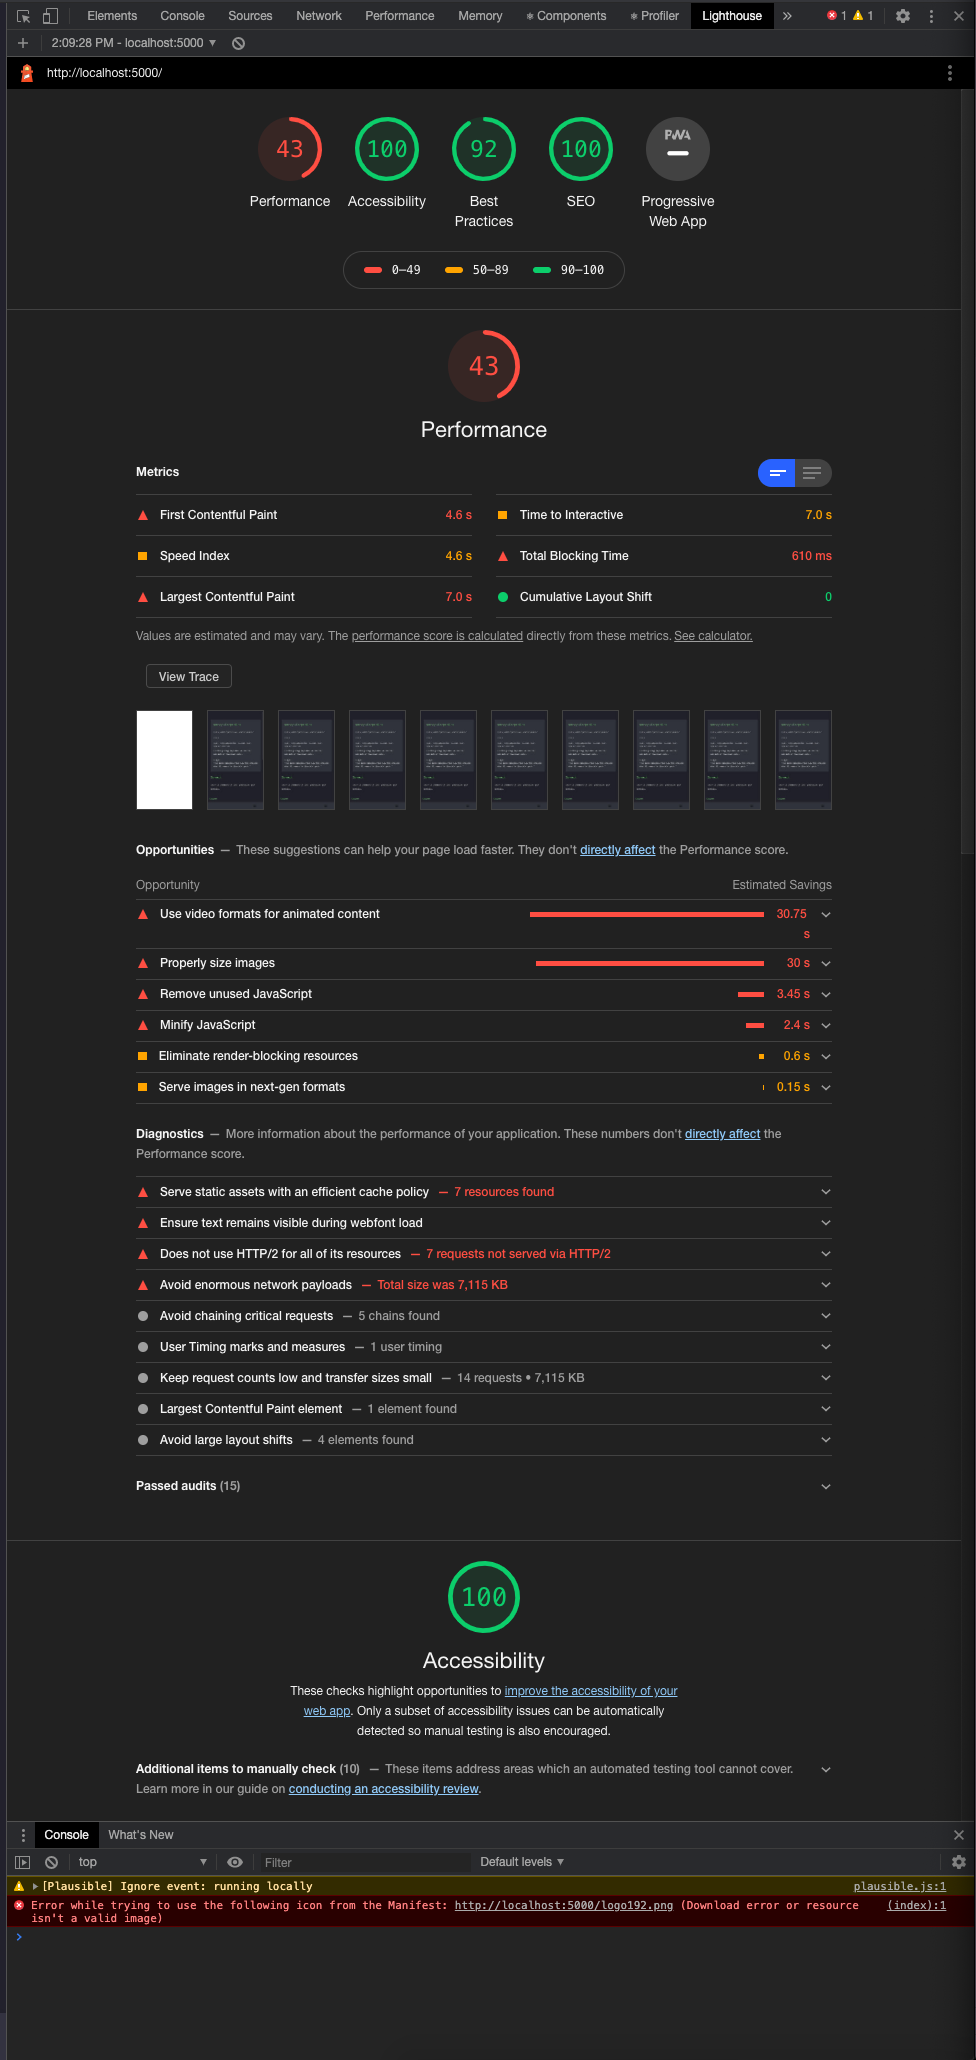 Elements Console Sources Network Performance Memory ⚛ Components ⚛ Profiler Lighthouse » 1 1
+ 2:09:28 PM - localhost:5000 ▼
http://localhost:5000/
43 100 92 100 PWA
Performance Accessibility Best Practices SEO Progressive Web App
0–49 50–89 90–100
43
Performance
Metrics
First Contentful Paint 4.6 s
Time to Interactive 7.0 s
Speed Index 4.6 s
Total Blocking Time 610 ms
Largest Contentful Paint 7.0 s
Cumulative Layout Shift 0
Values are estimated and may vary. The performance score is calculated directly from these metrics. See calculator.
View Trace
Opportunities — These suggestions can help your page load faster. They don't directly affect the Performance score.
Opportunity Estimated Savings
Use video formats for animated content 30.75 s
Properly size images 30 s
Remove unused JavaScript 3.45 s
Minify JavaScript 2.4 s
Eliminate render-blocking resources 0.6 s
Serve images in next-gen formats 0.15 s
Diagnostics — More information about the performance of your application. These numbers don't directly affect the
Performance score.
Serve static assets with an efficient cache policy — 7 resources found
Ensure text remains visible during webfont load
Does not use HTTP/2 for all of its resources — 7 requests not served via HTTP/2
Avoid enormous network payloads — Total size was 7,115 KB
Avoid chaining critical requests — 5 chains found
User Timing marks and measures — 1 user timing
Keep request counts low and transfer sizes small — 14 requests • 7,115 KB
Largest Contentful Paint element — 1 element found
Avoid large layout shifts — 4 elements found
Passed audits (15)
100
Accessibility
These checks highlight opportunities to improve the accessibility of your
web app. Only a subset of accessibility issues can be automatically
detected so manual testing is also encouraged.
Additional items to manually check (10) — These items address areas which an automated testing tool cannot cover.
Learn more in our guide on conducting an accessibility review.
Console What's New
top ▼ Filter Default levels ▼
[Plausible] Ignore event: running locally plausible.js:1
Error while trying to use the following icon from the Manifest: http://localhost:5000/logo192.png (Download error or resource (index):1
isn't a valid image)